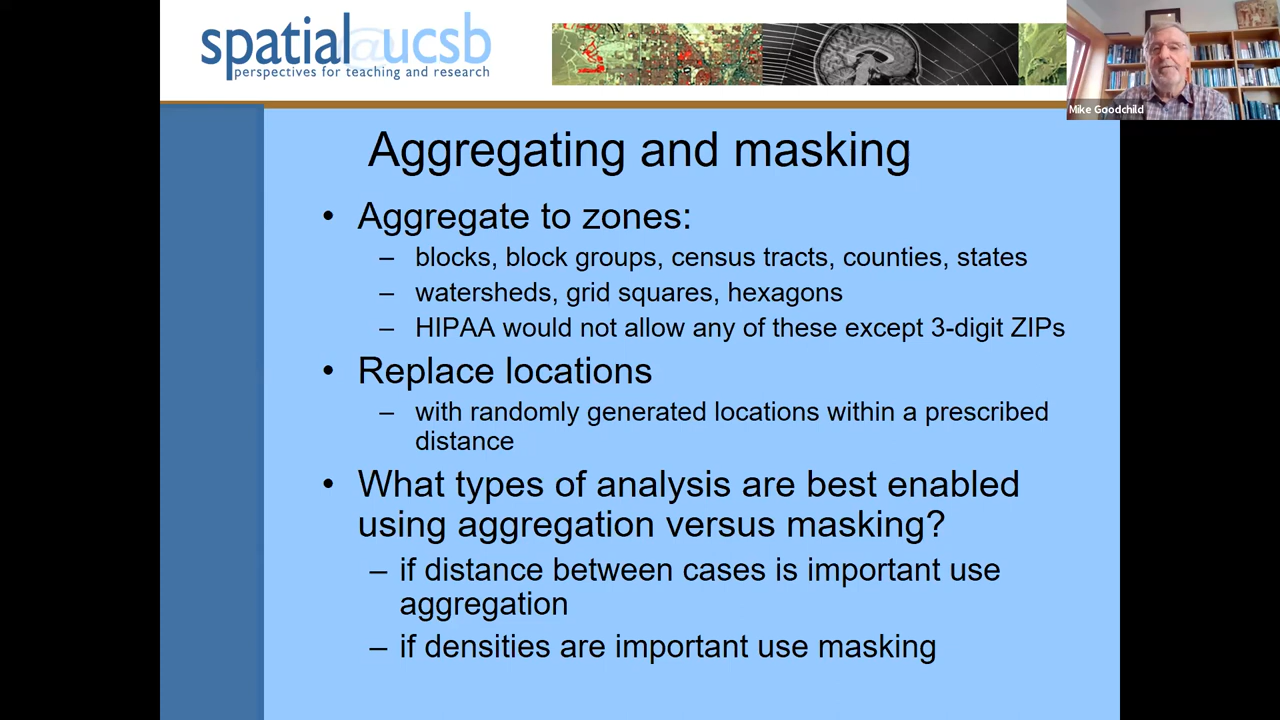 spatial@ucsb
perspectives for teaching and research
Mike Goodchild
Aggregating and masking
• Aggregate to zones:
– blocks, block groups, census tracts, counties, states
– watersheds, grid squares, hexagons
– HIPAA would not allow any of these except 3-digit ZIPs
• Replace locations
– with randomly generated locations within a prescribed
distance
• What types of analysis are best enabled
using aggregation versus masking?
– if distance between cases is important use
aggregation
– if densities are important use masking